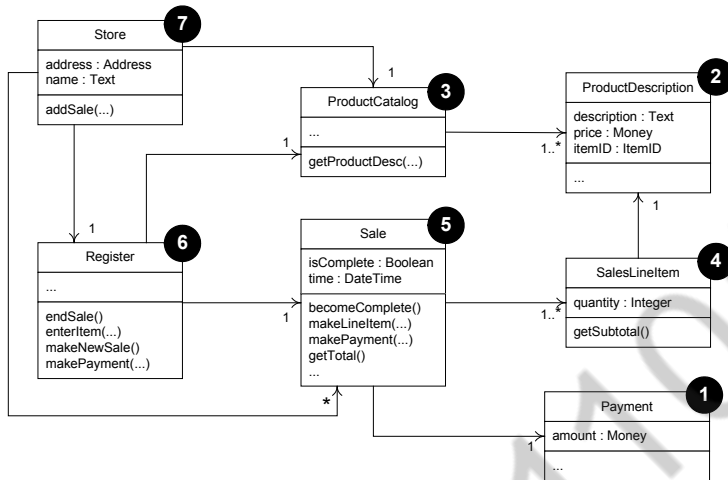 Store
7
address : Address
name : Text
addSale(...)
1
ProductCatalog
3
...
getProductDesc(...)
1
1..*
ProductDescription
2
description : Text
price : Money
itemID : ItemID
...
1
1
Register
6
...
endSale()
enterItem(...)
makeNewSale()
makePayment(...)
1
Sale
5
isComplete : Boolean
time : DateTime
becomeComplete()
makeLineItem(...)
makePayment(...)
getTotal()
...
*
1..*
SalesLineItem
4
quantity : Integer
getSubtotal()
Payment
1
1
amount : Money
...
110